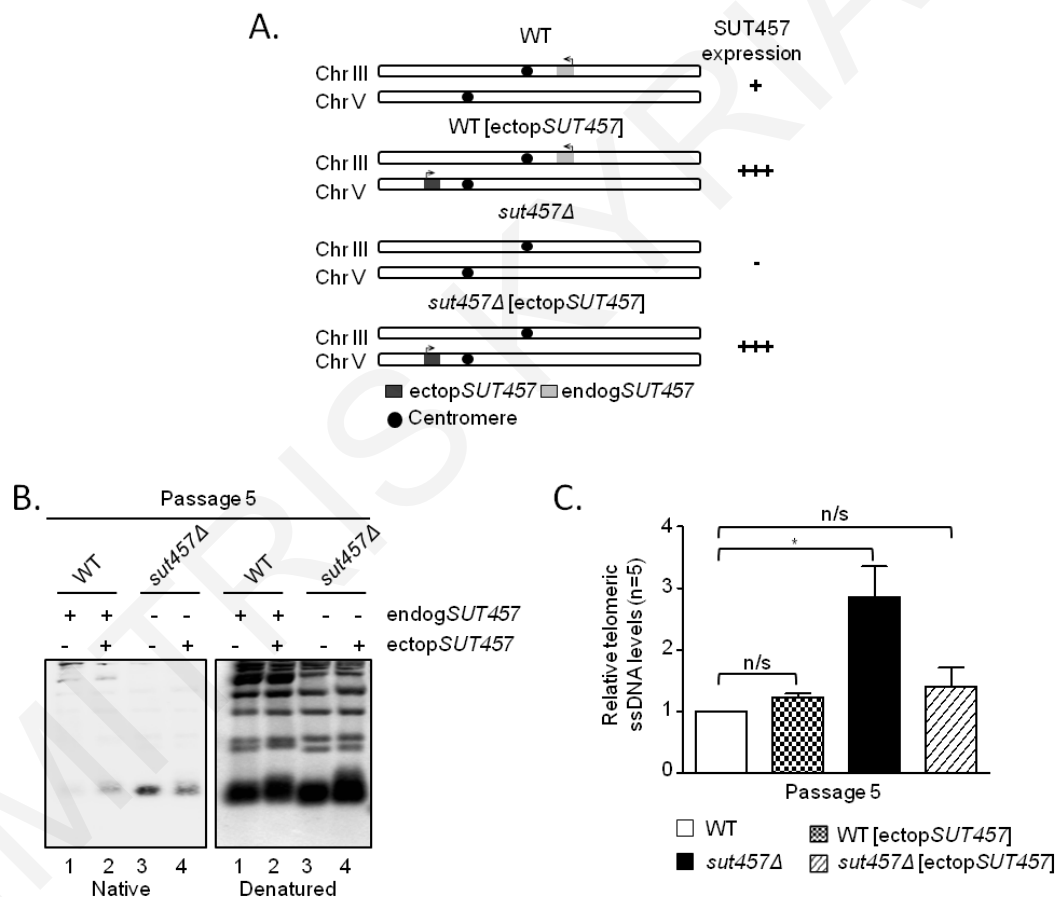 A.
WT
SUT457 expression
Chr III
Chr V
+
WT [ectopSUT457]
Chr III
Chr V
+++
sut457Δ
Chr III
Chr V
-
sut457Δ [ectopSUT457]
Chr III
Chr V
+++
ectopSUT457 endogSUT457
Centromere
B.
Passage 5
WT sut457Δ WT sut457Δ
+ + - - + + - - endogSUT457
- + - + - + - + ectopSUT457
1 2 3 4 1 2 3 4
Native Denatured
C.
Relative telomeric
ssDNA levels (n=5)
4
3
2
1
0
n/s
*
n/s
Passage 5
WT WT [ectopSUT457]
sut457Δ sut457Δ [ectopSUT457]
MITRIS KYRIA